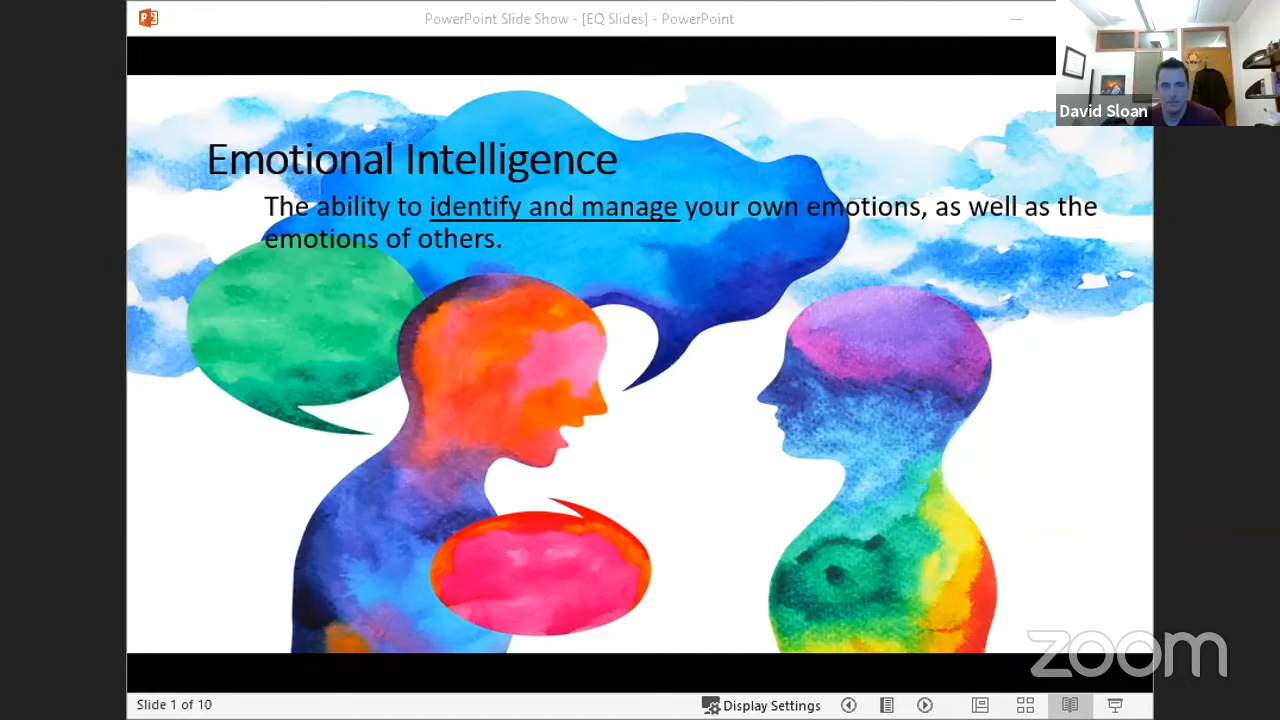 PowerPoint Slide Show - [EQ Slides] - PowerPoint
David Sloan
Emotional Intelligence
The ability to identify and manage your own emotions, as well as the
emotions of others.
zoom
Slide 1 of 10
Display Settings